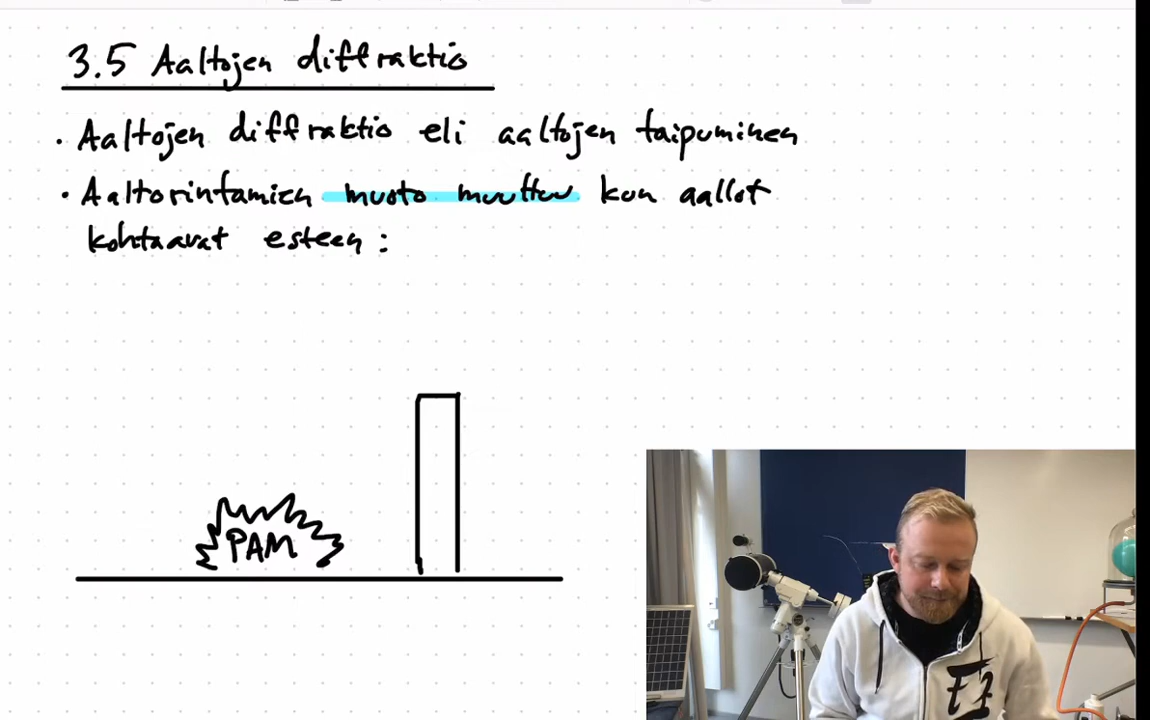 3.5 Aaltojen diffraktio
• Aaltojen diffraktio eli aaltojen taipuminen
• Aaltorintamien muoto muuttuu kun aallot
kohtaavat esteen:
PAM